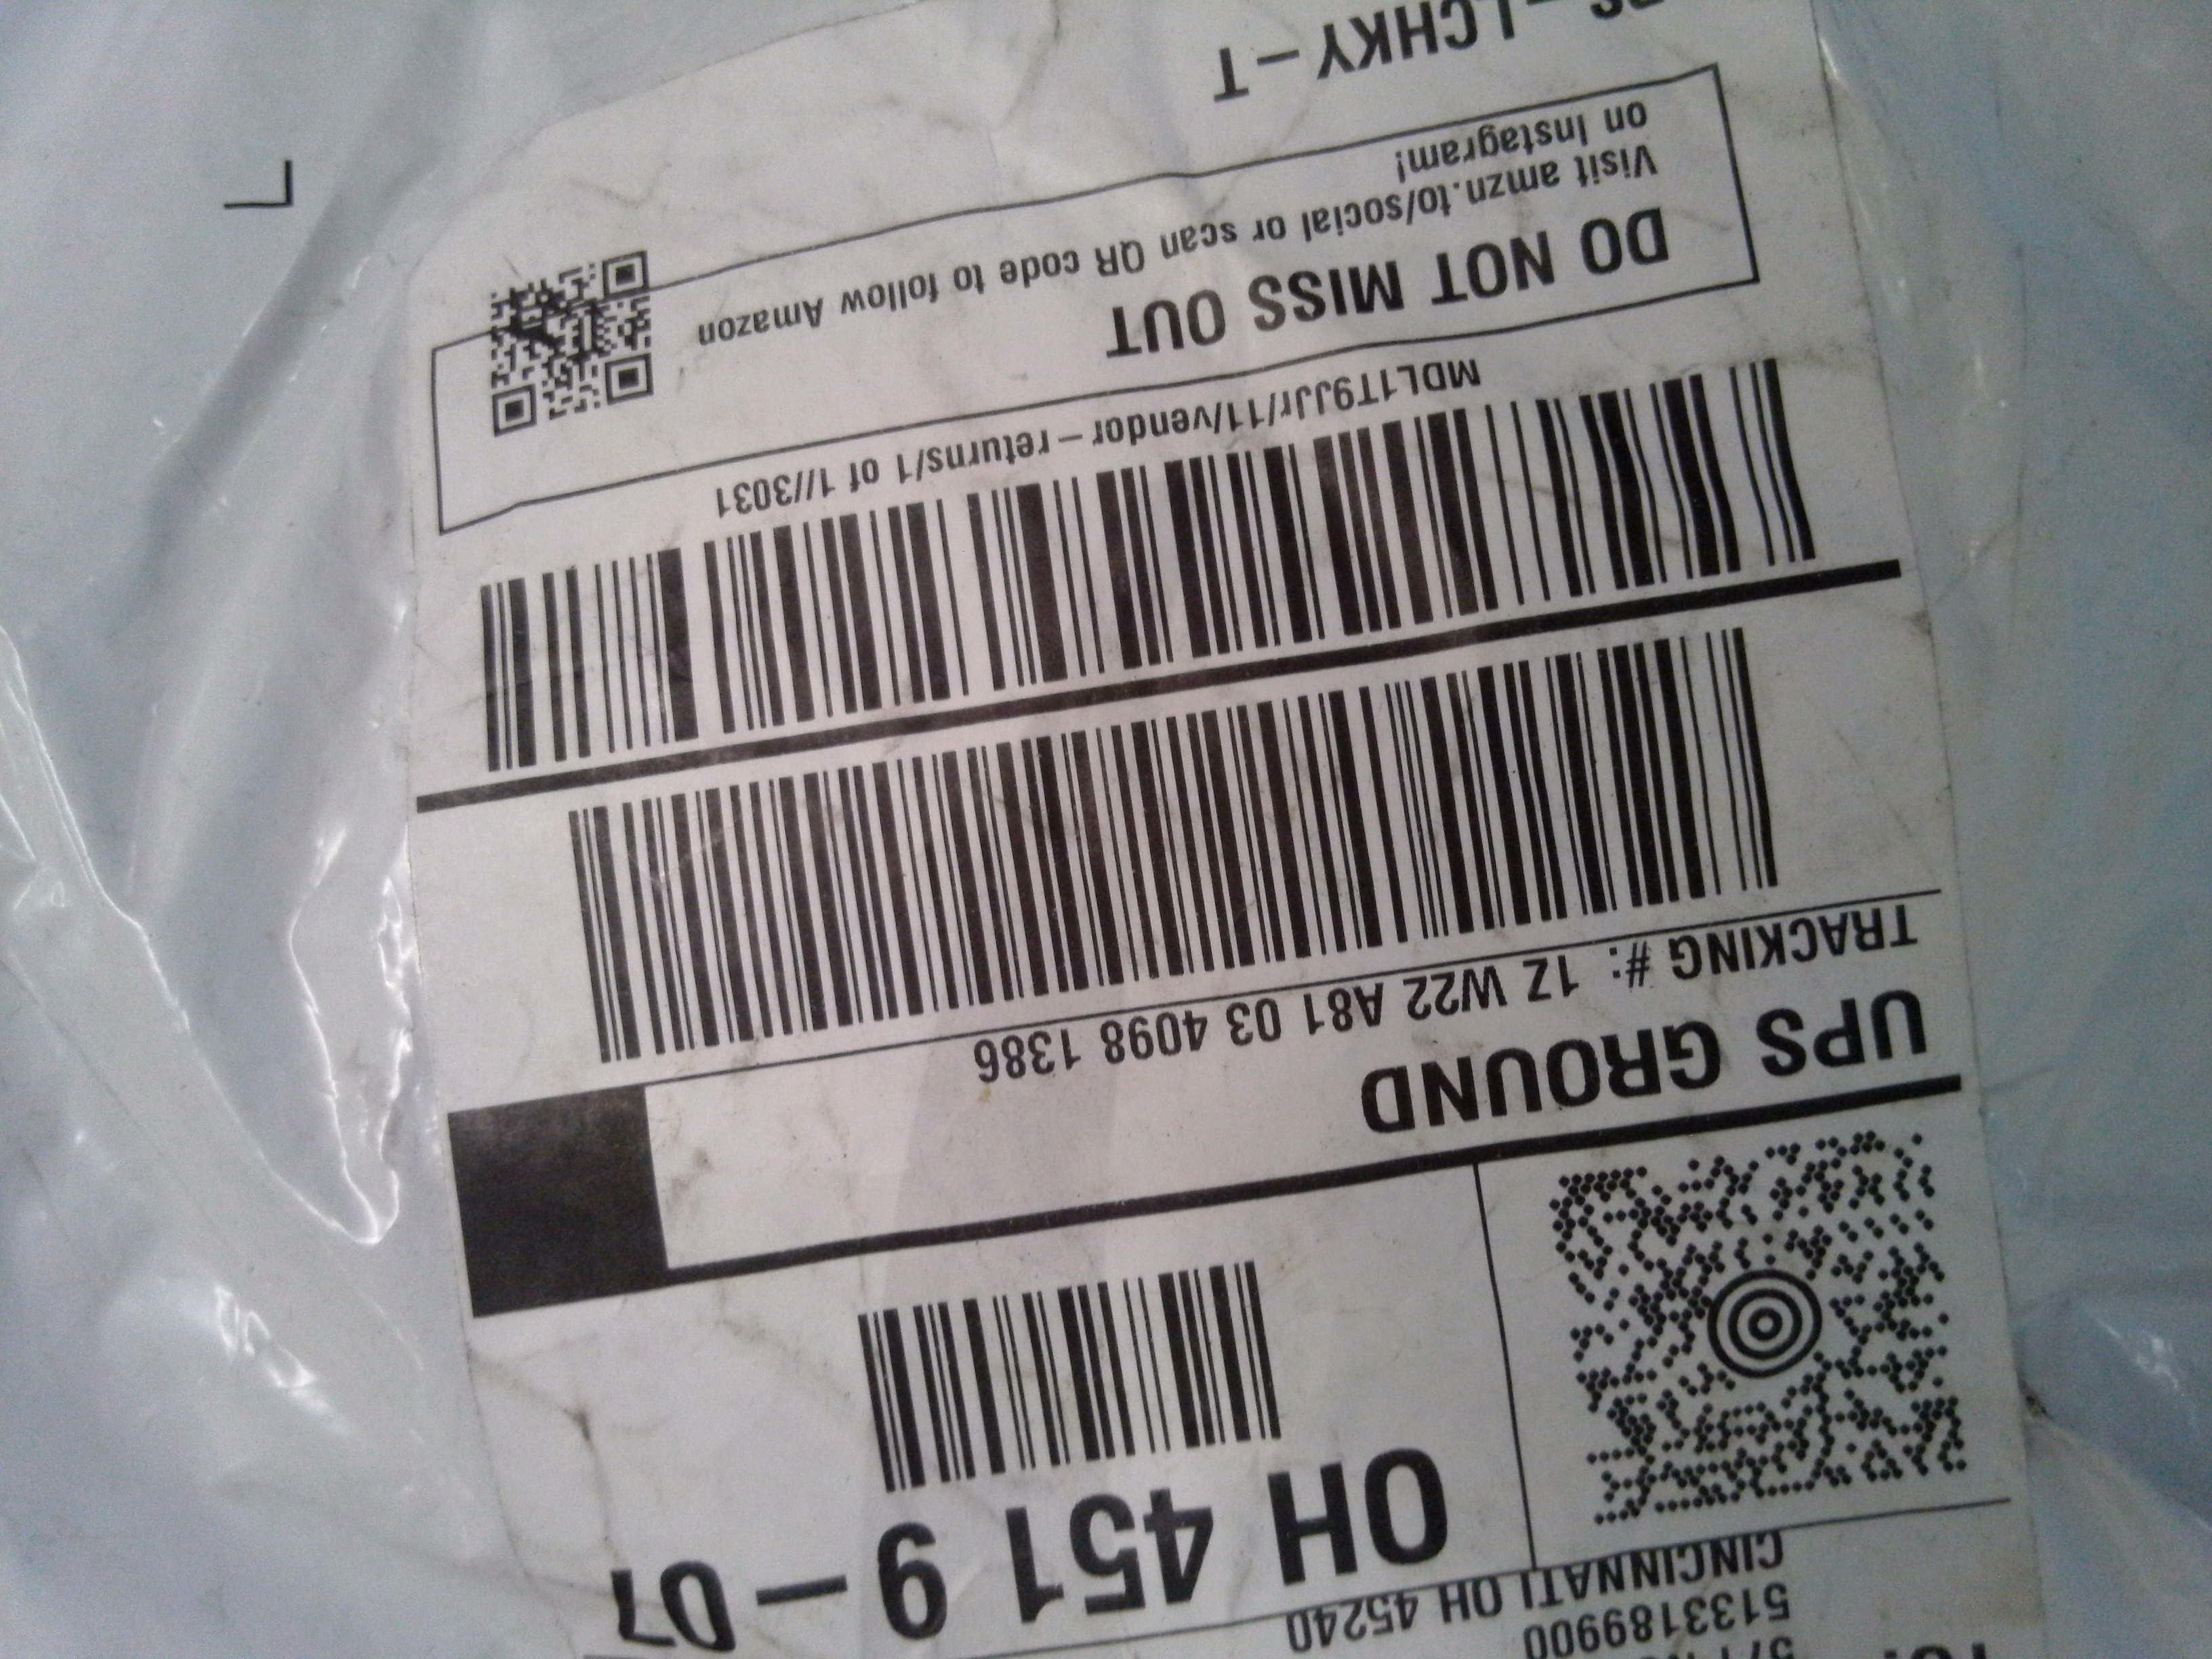 5133189900
CINCINNATI OH 45240
OH 451 9-07
UPS GROUND
TRACKING #: 1Z W22 A81 03 4098 1386
MDL1T9JJr/11/vendor-returns/1 of 1//3031
DO NOT MISS OUT
Visit amzn.to/social or scan QR code to follow Amazon
on Instagram!
LCHKY-T